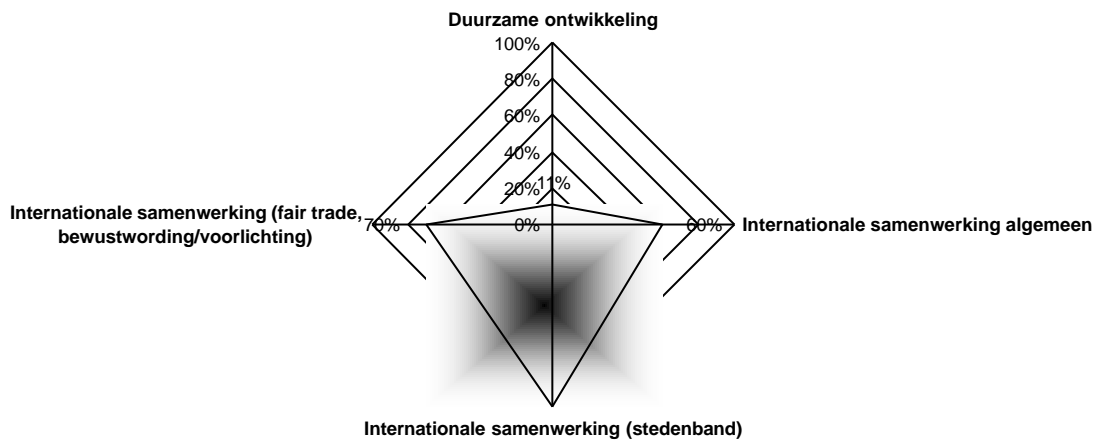 Duurzame ontwikkeling
100%
80%
60%
40%
20%
11%
0%
Internationale samenwerking (fair trade,
bewustwording/voorlichting)
70%
60%
Internationale samenwerking algemeen
Internationale samenwerking (stedenband)